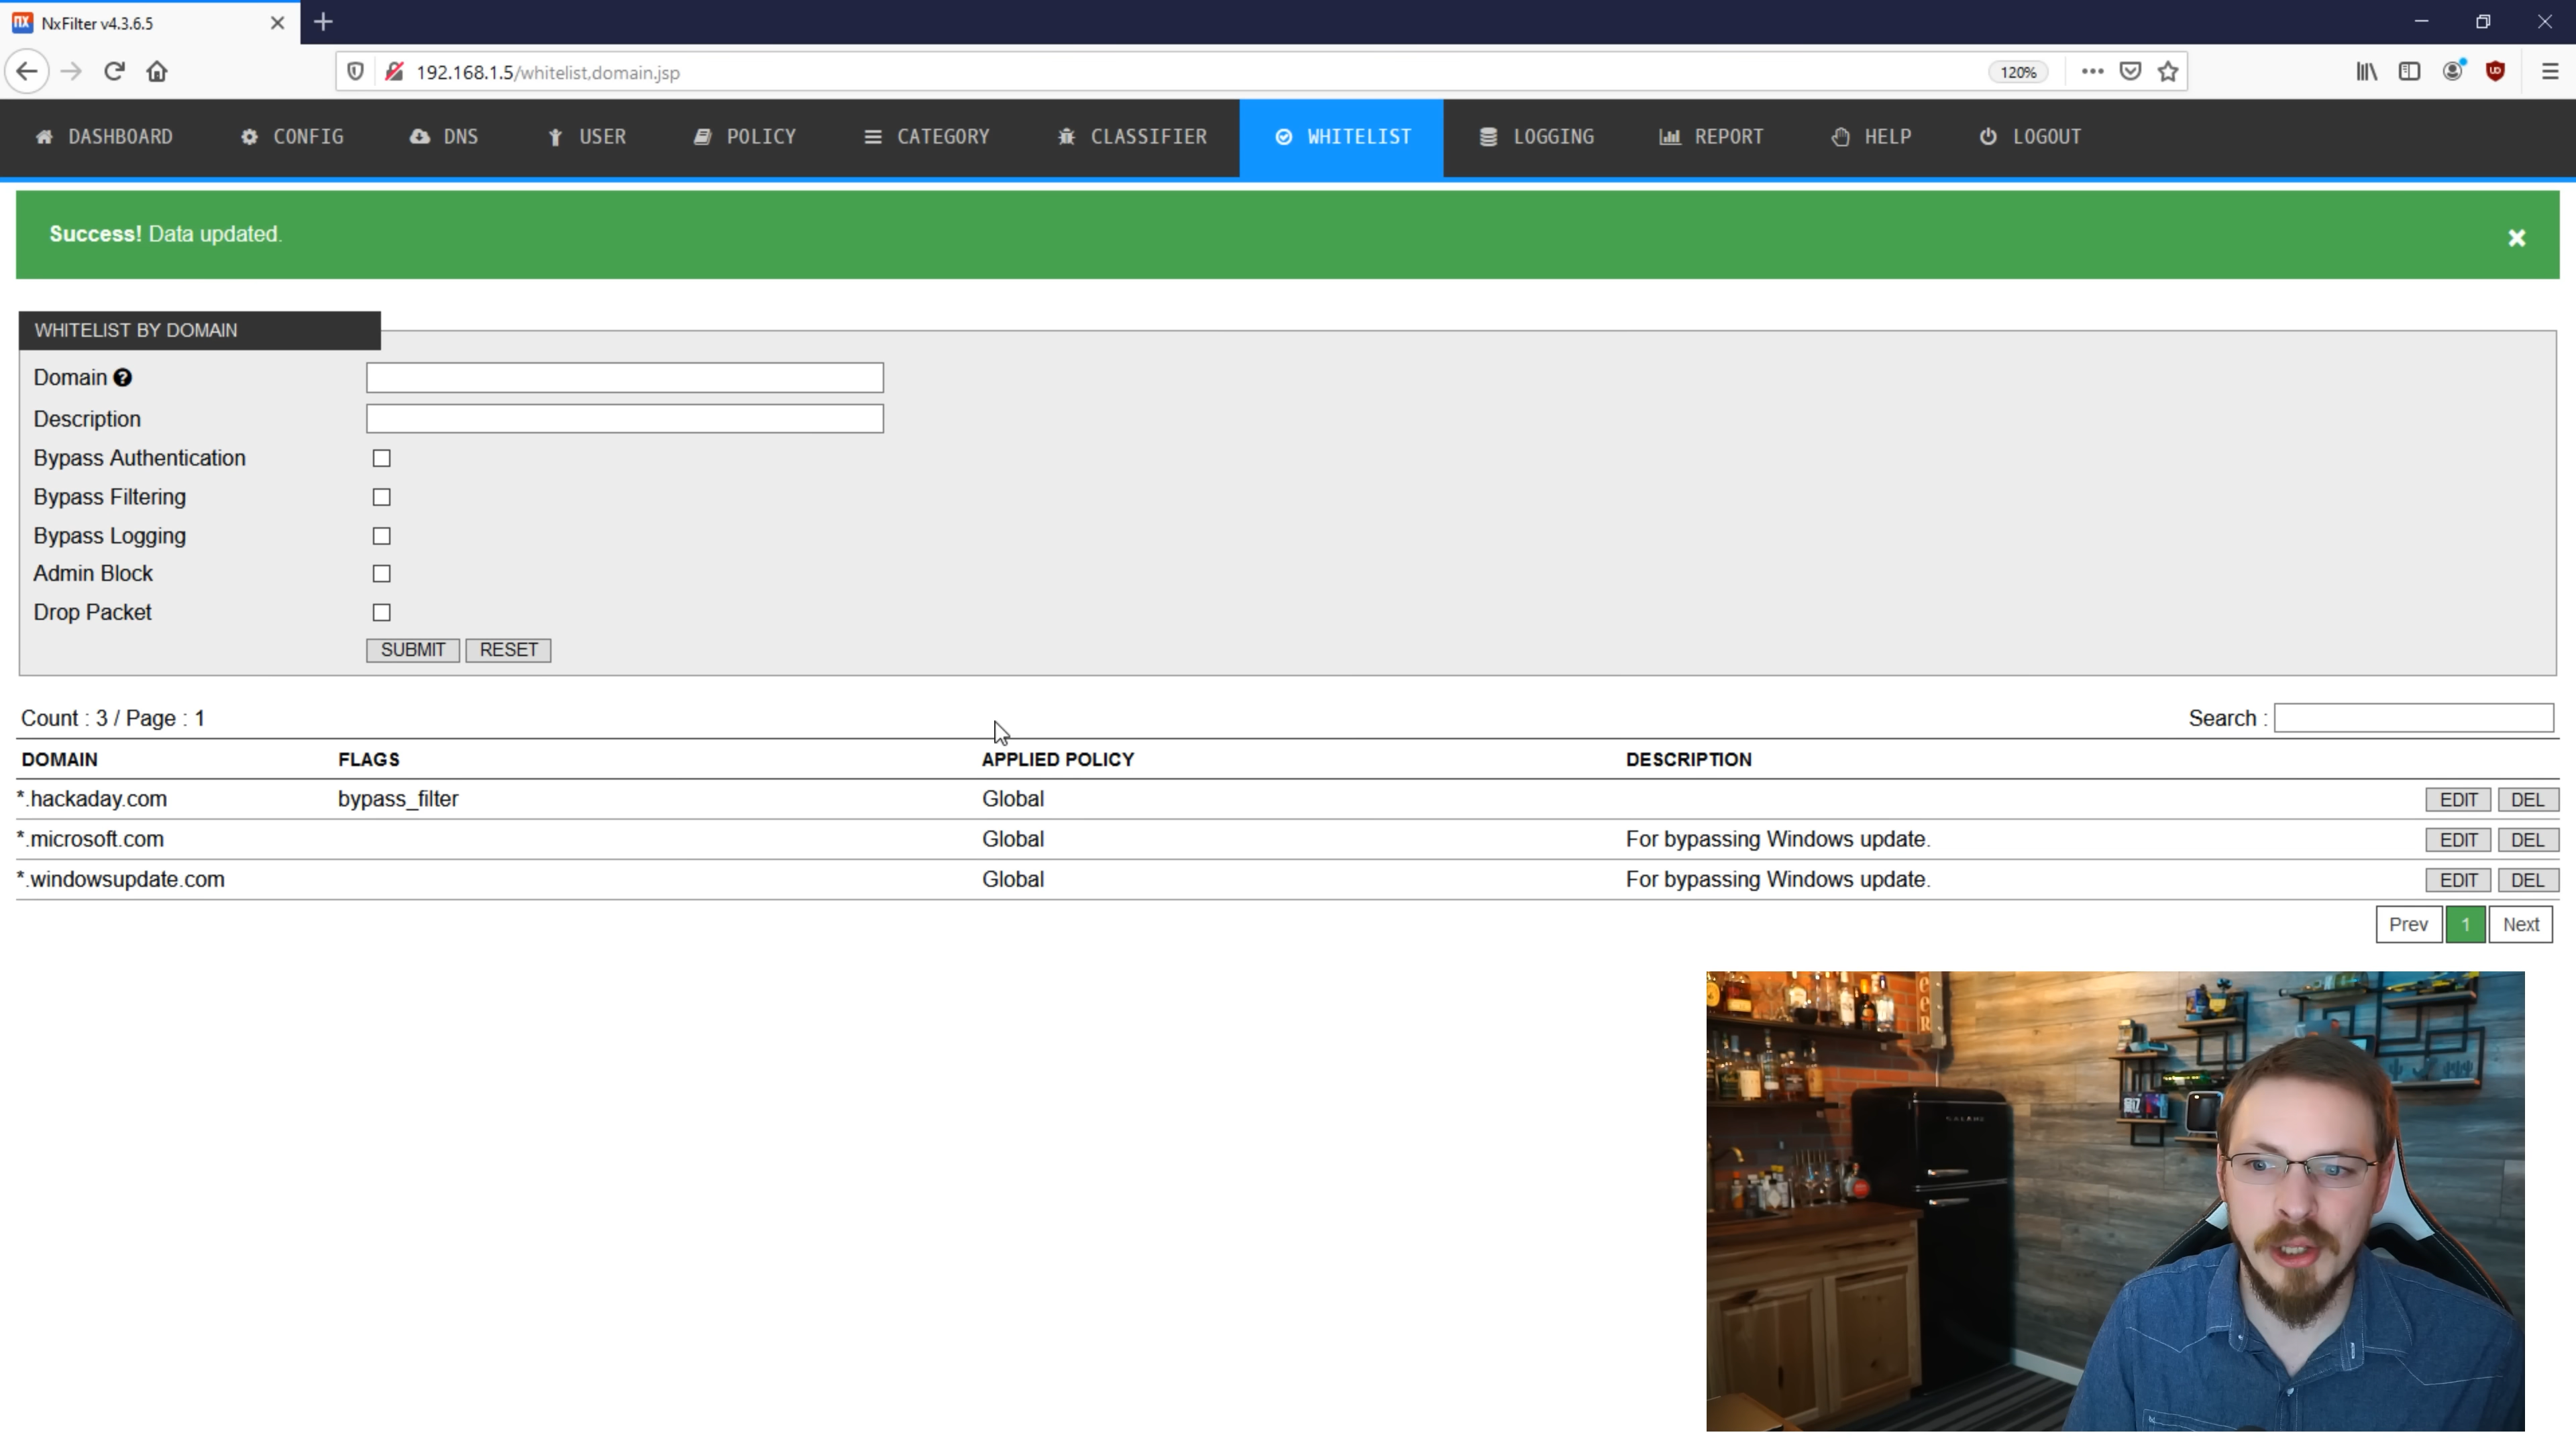 NxFilter v4.3.6.5
192.168.1.5/whitelist,domain.jsp
120%
DASHBOARD CONFIG DNS USER POLICY CATEGORY CLASSIFIER WHITELIST LOGGING REPORT HELP LOGOUT
Success! Data updated.
WHITELIST BY DOMAIN
Domain
Description
Bypass Authentication
Bypass Filtering
Bypass Logging
Admin Block
Drop Packet
SUBMIT RESET
Count : 3 / Page : 1 Search :
DOMAIN FLAGS APPLIED POLICY DESCRIPTION
*.hackaday.com bypass_filter Global EDIT DEL
*.microsoft.com Global For bypassing Windows update. EDIT DEL
*.windowsupdate.com Global For bypassing Windows update. EDIT DEL
Prev 1 Next